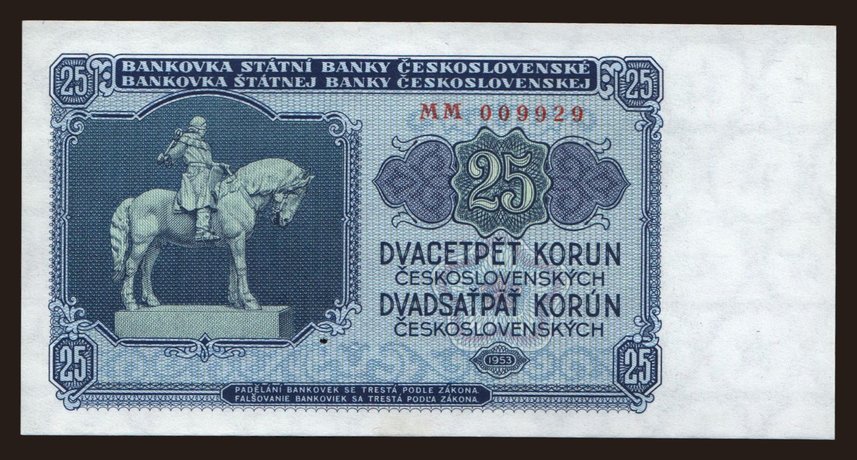 25
BANKOVKA STÁTNÍ BANKY ČESKOSLOVENSKÉ
BANKOVKA ŠTÁTNEJ BANKY ČESKOSLOVENSKEJ
25
MM 009929
25
DVACETPĚT KORUN
ČESKOSLOVENSKÝCH
DVADSAŤPÄŤ KORÚN
ČESKOSLOVENSKÝCH
1953
25
PADĚLÁNÍ BANKOVEK SE TRESTÁ PODLE ZÁKONA.
FALŠOVANIE BANKOVIEK SA TRESTÁ PODĽA ZÁKONA.
25